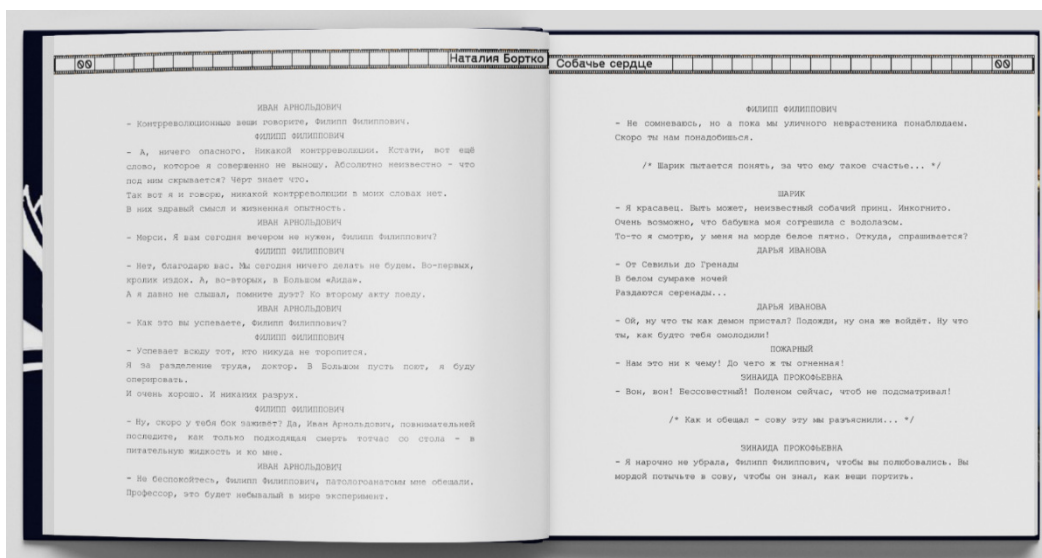 00
Наталия Бортко
ИВАН АРНОЛЬДОВИЧ
- Контрреволюционные вещи говорите, Филипп Филиппович.
ФИЛИПП ФИЛИППОВИЧ
- А, ничего опасного. Никакой контрреволюции. Кстати, вот ещё
слово, которое я совершенно не выношу. Абсолютно неизвестно - что
под ним скрывается? Чёрт знает что.
Так вот я и говорю, никакой контрреволюции в моих словах нет.
В них здравый смысл и жизненная опытность.
ИВАН АРНОЛЬДОВИЧ
- Мерси. Я вам сегодня вечером не нужен, Филипп Филиппович?
ФИЛИПП ФИЛИППОВИЧ
- Нет, благодарю вас. Мы сегодня ничего делать не будем. Во-первых,
кролик издох. А, во-вторых, в Большом «Аида».
А я давно не слышал, помните дуэт? Ко второму акту поеду.
ИВАН АРНОЛЬДОВИЧ
- Как это вы успеваете, Филипп Филиппович?
ФИЛИПП ФИЛИППОВИЧ
- Успевает всюду тот, кто никуда не торопится.
Я за разделение труда, доктор. В Большом пусть поют, я буду
оперировать.
И очень хорошо. И никаких разрух.
ФИЛИПП ФИЛИППОВИЧ
- Ну, скоро у тебя бок заживёт? Да, Иван Арнольдович, повнимательней
последите, как только подходящая смерть тотчас со стола - в
питательную жидкость и ко мне.
ИВАН АРНОЛЬДОВИЧ
- Не беспокойтесь, Филипп Филиппович, патологоанатомы мне обещали.
Профессор, это будет небывалый в мире эксперимент.
Собачье сердце
00
ФИЛИПП ФИЛИППОВИЧ
- Не сомневаюсь, но а пока мы уличного неврастеника понаблюдаем.
Скоро ты нам понадобишься.
/* Шарик пытается понять, за что ему такое счастье... */
ШАРИК
- Я красавец. Быть может, неизвестный собачий принц. Инкогнито.
Очень возможно, что бабушка моя согрешила с водолазом.
То-то я смотрю, у меня на морде белое пятно. Откуда, спрашивается?
ДАРЬЯ ИВАНОВА
- От Севильи до Гренады
В белом сумраке ночей
Раздаются серенады...
ДАРЬЯ ИВАНОВА
- Ой, ну что ты как демон пристал? Подожди, ну она же войдёт. Ну что
ты, как будто тебя омолодили!
ПОЖАРНЫЙ
- Нам это ни к чему! До чего ж ты огненная!
ЗИНАИДА ПРОКОФЬЕВНА
- Вон, вон! Бессовестный! Поленом сейчас, чтоб не подсматривал!
/* Как и обещал - сову эту мы разъяснили... */
ЗИНАИДА ПРОКОФЬЕВНА
- Я нарочно не убрала, Филипп Филиппович, чтобы вы полюбовались. Вы
мордой потычьте в сову, чтобы он знал, как вещи портить.